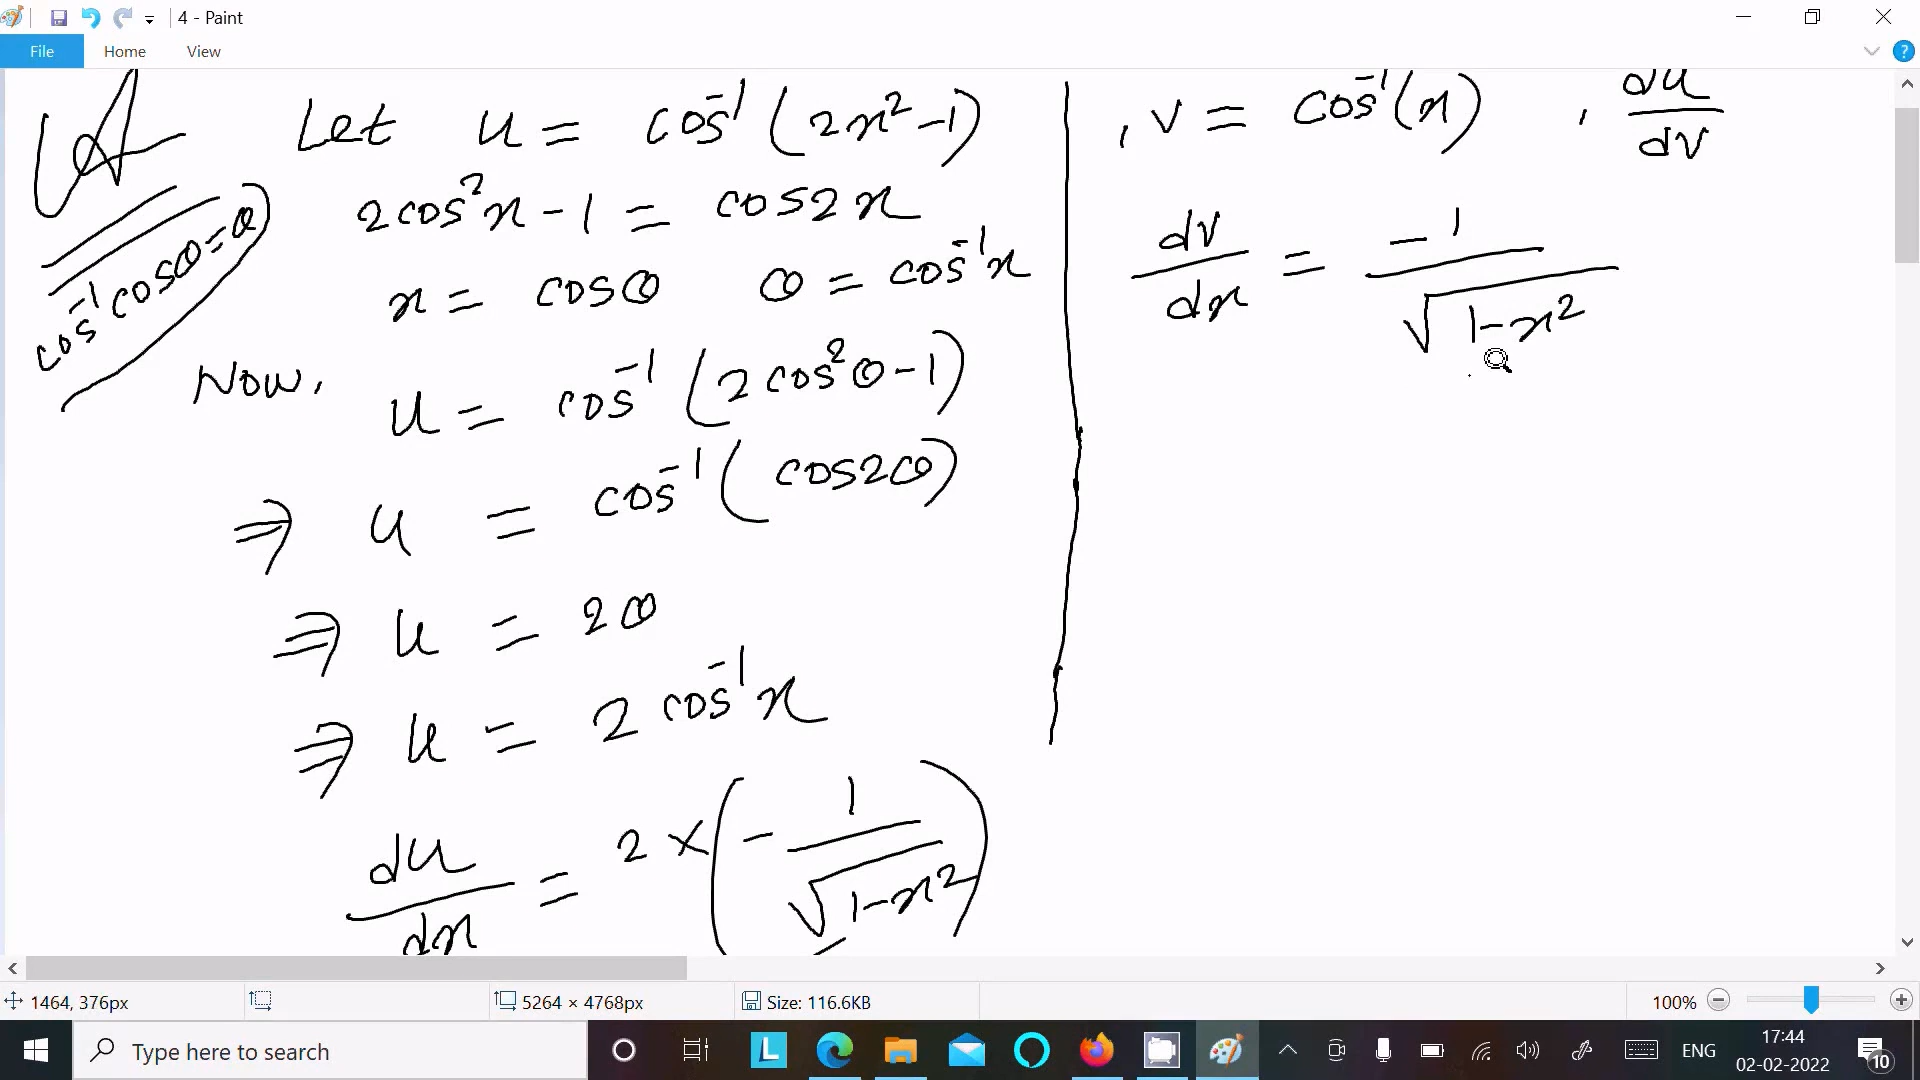 4 - Paint
File Home View
Let u = cos⁻¹(2x²-1)
2cos²x-1 = cos2x
x = cosθ θ = cos⁻¹x
cos⁻¹cosθ=θ
Now, u = cos⁻¹(2cos²θ-1)
⇒ u = cos⁻¹(cos2θ)
⇒ u = 2θ
⇒ u = 2cos⁻¹x
du/dx = 2×(-1/√1-x²)
, v = cos⁻¹(x) , du/dv
dv/dx = -1/√1-x²
1464, 376px 5264 × 4768px Size: 116.6KB 100%
Type here to search L ENG 17:44
02-02-2022 10